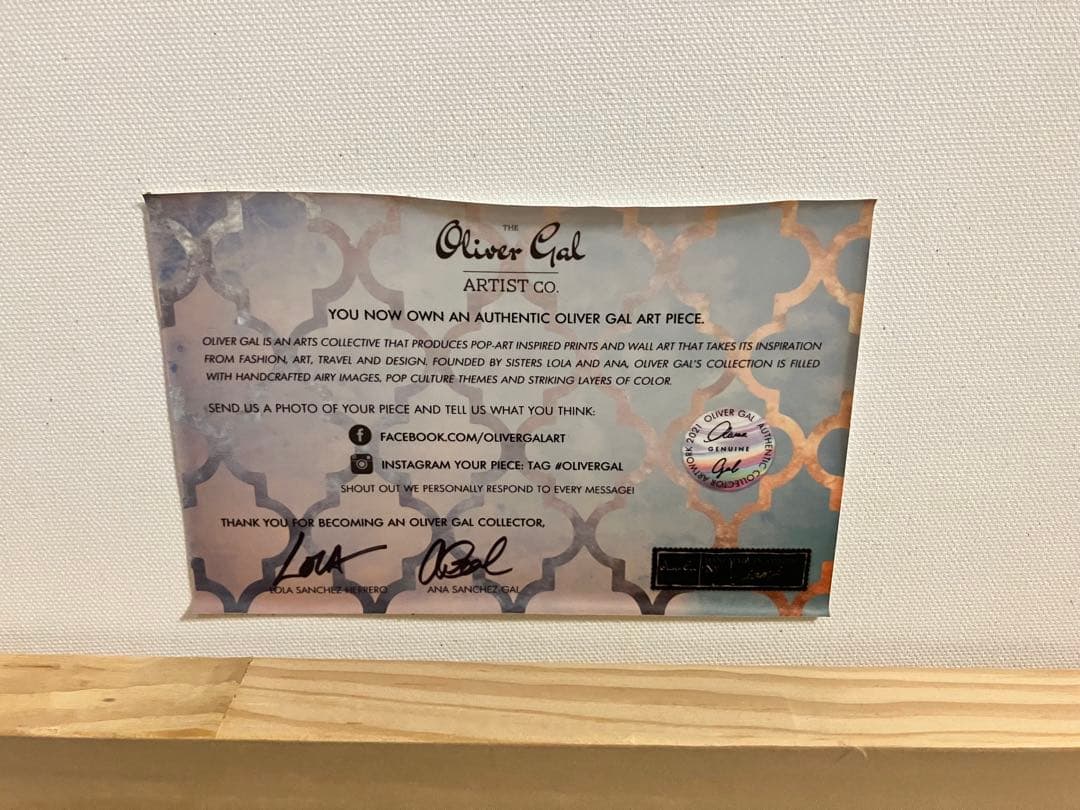 THE
Oliver Gal
ARTIST CO.
YOU NOW OWN AN AUTHENTIC OLIVER GAL ART PIECE.
OLIVER GAL IS AN ARTS COLLECTIVE THAT PRODUCES POP-ART INSPIRED PRINTS AND WALL ART THAT TAKES ITS INSPIRATION
FROM FASHION, ART, TRAVEL AND DESIGN. FOUNDED BY SISTERS LOLA AND ANA, OLIVER GAL'S COLLECTION IS FILLED
WITH HANDCRAFTED AIRY IMAGES, POP CULTURE THEMES AND STRIKING LAYERS OF COLOR.
SEND US A PHOTO OF YOUR PIECE AND TELL US WHAT YOU THINK:
FACEBOOK.COM/OLIVERGALART
INSTAGRAM YOUR PIECE: TAG #OLIVERGAL
SHOUT OUT WE PERSONALLY RESPOND TO EVERY MESSAGE!
OLIVER GAL AUTHENTIC COLLECTOR ARTWORK 2021
GENUINE
Gal
THANK YOU FOR BECOMING AN OLIVER GAL COLLECTOR,
LOLA
LOLA SANCHEZ-HERRERO
ANA SANCHEZ-GAL